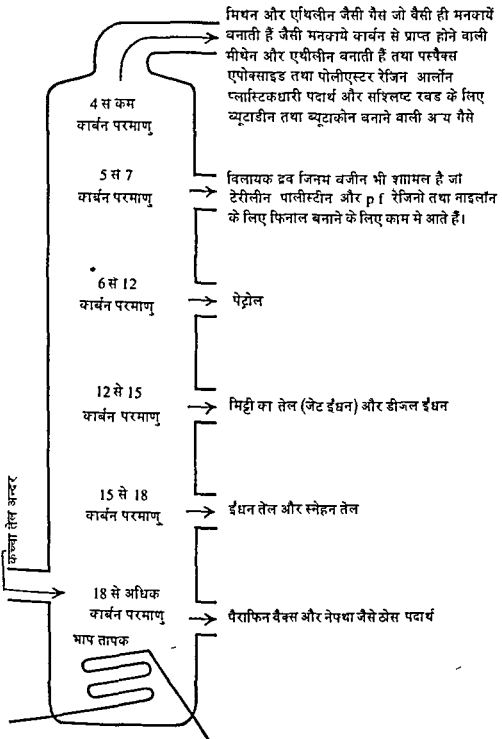 मिथेन और एथिलीन जैसी गैस जो वैसी ही मनकायें
बनाती हैं जैसी मनकाये कार्बन से प्राप्त होने वाली
मीथेन और एथीलीन बनाती हैं तथा पर्स्पैक्स
एपोक्साइड तथा पोलीएस्टर रेजिन आर्लोन
प्लास्टिकधारी पदार्थ और सश्लिष्ट रबड के लिए
ब्यूटाडीन तथा ब्यूटाकोन बनाने वाली अन्य गैसे
4 से कम
कार्बन परमाणु
5 से 7
कार्बन परमाणु
विलायक द्रव जिनम बजीन भी शामिल है जो
टेरीलीन पालीस्टीन और p f रेजिनो तथा नाइलॉन
के लिए फिनॉल बनाने के लिए काम मे आते हैं।
6 से 12
कार्बन परमाणु
पेट्रोल
12 से 15
कार्बन परमाणु
मिट्टी का तेल (जेट ईंधन) और डीजल ईंधन
15 से 18
कार्बन परमाणु
ईंधन तेल और स्नेहन तेल
कच्चा तेल अन्दर
18 से अधिक
कार्बन परमाणु
पैराफिन वैक्स और नेफ्था जैसे ठोस पदार्थ
भाप तापक